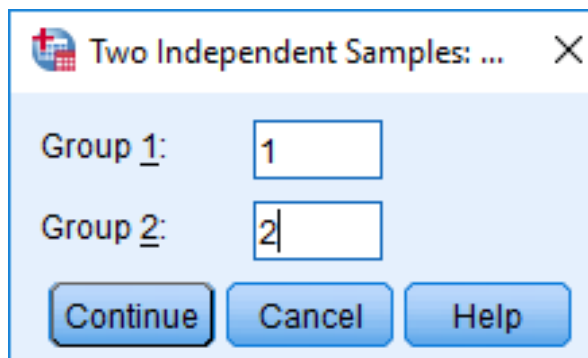 Two Independent Samples: ...
Group 1: 1
Group 2: 2
Continue Cancel Help